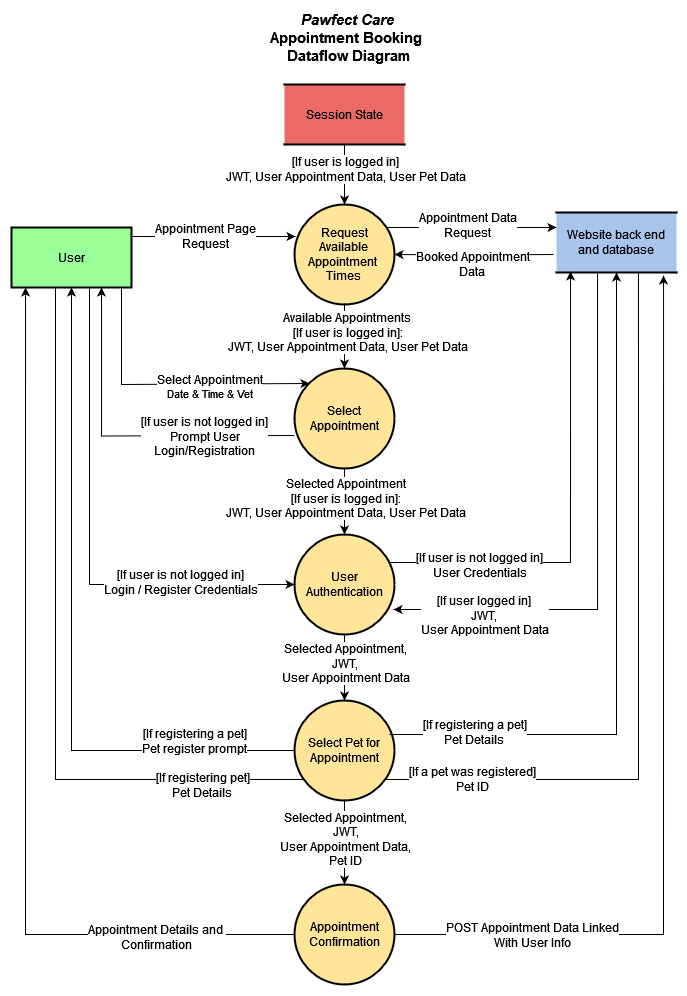 Pawfect Care
Appointment Booking
Dataflow Diagram
Session State
[If user is logged in]
JWT, User Appointment Data, User Pet Data
User
Appointment Page
Request
Request
Available
Appointment
Times
Appointment Data
Request
Booked Appointment
Data
Website back end
and database
Available Appointments
[If user is logged in]:
JWT, User Appointment Data, User Pet Data
Select Appointment
Date & Time & Vet
[If user is not logged in]
Prompt User
Login/Registration
Select
Appointment
Selected Appointment
[If user is logged in]:
JWT, User Appointment Data, User Pet Data
[If user is not logged in]
Login / Register Credentials
User
Authentication
[If user is not logged in]
User Credentials
[If user logged in]
JWT,
User Appointment Data
Selected Appointment,
JWT,
User Appointment Data
[If registering a pet]
Pet register prompt
[If registering pet]
Pet Details
Select Pet for
Appointment
[If registering a pet]
Pet Details
[If a pet was registered]
Pet ID
Selected Appointment,
JWT,
User Appointment Data,
Pet ID
Appointment Details and
Confirmation
Appointment
Confirmation
POST Appointment Data Linked
With User Info